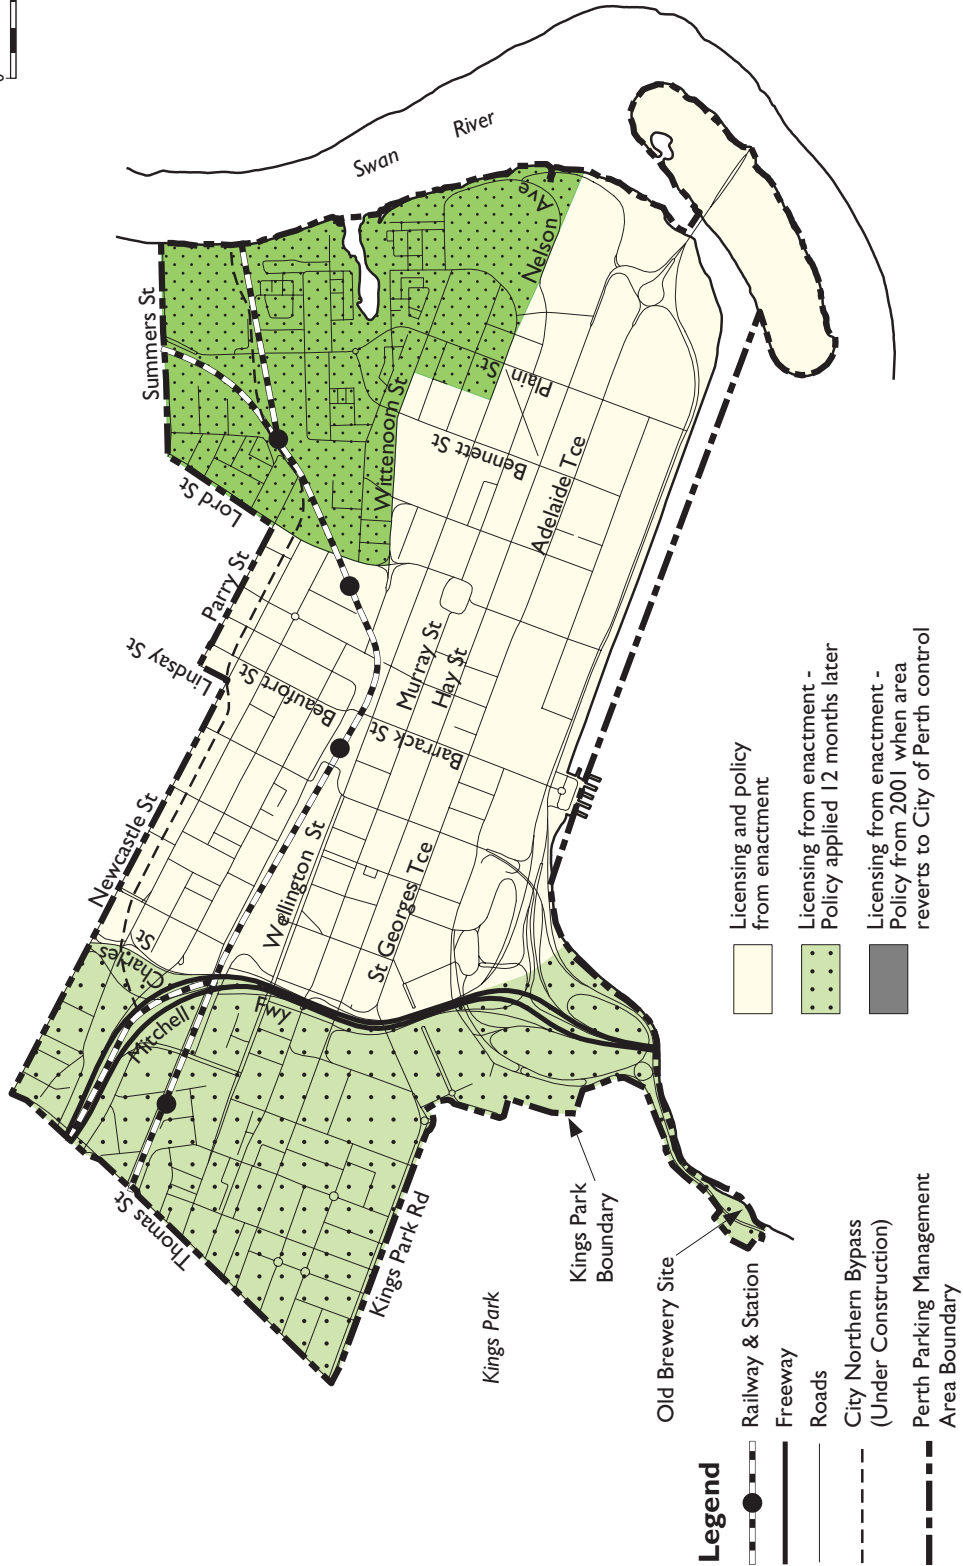 0
Swan
River
Summers St
Lord St
Parry St
Lindsay St
Newcastle St
Beaufort St
Barrack St
Murray St
Hay St
Wittenoom St
Bennett St
Plain St
Nelson Ave
Adelaide Tce
Wellington St
St Georges Tce
Charles St
Mitchell
Fwy
Thomas St
Kings Park Rd
Kings Park
Kings Park
Boundary
Old Brewery Site
Legend
Railway & Station
Freeway
Roads
City Northern Bypass
(Under Construction)
Perth Parking Management
Area Boundary
Licensing and policy
from enactment
Licensing from enactment -
Policy applied 12 months later
Licensing from enactment -
Policy from 2001 when area
reverts to City of Perth control